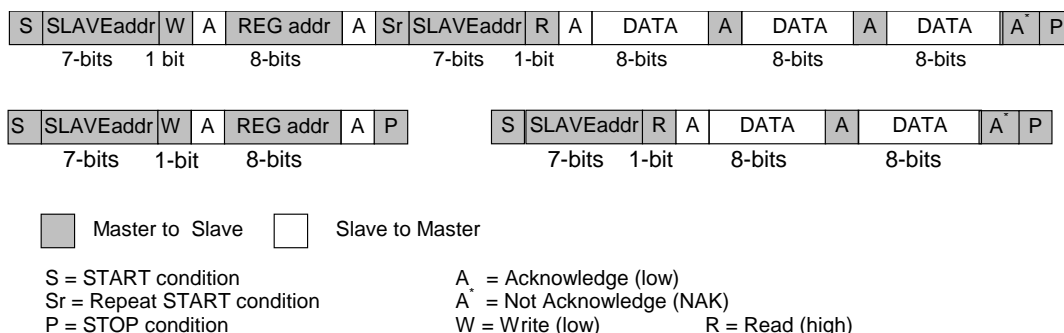 S SLAVEaddr W A REG addr A Sr SLAVEaddr R A DATA A DATA A DATA A* P
7-bits 1 bit 8-bits 7-bits 1-bit 8-bits 8-bits 8-bits
S SLAVEaddr W A REG addr A P S SLAVEaddr R A DATA A DATA A* P
7-bits 1-bit 8-bits 7-bits 1-bit 8-bits 8-bits
Master to Slave Slave to Master
S = START condition A = Acknowledge (low)
Sr = Repeat START condition A* = Not Acknowledge (NAK)
P = STOP condition W = Write (low) R = Read (high)